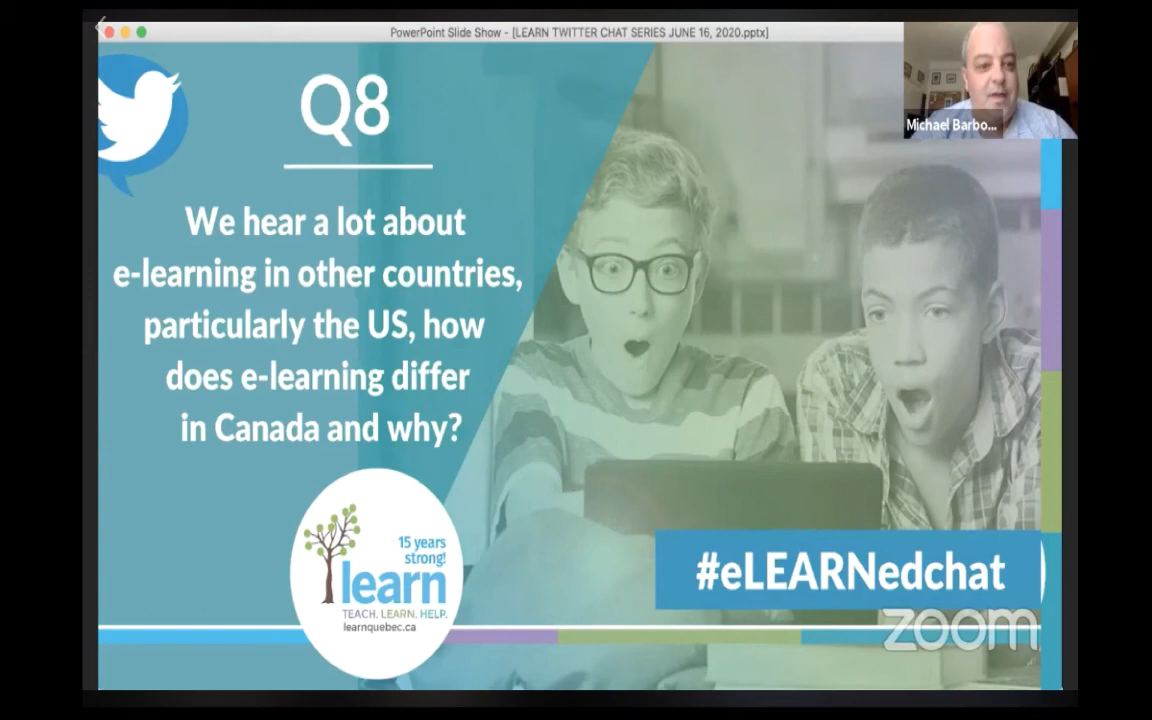 PowerPoint Slide Show - [LEARN TWITTER CHAT SERIES JUNE 16, 2020.pptx]
Michael Barbo...
Q8
We hear a lot about
e-learning in other countries,
particularly the US, how
does e-learning differ
in Canada and why?
15 years
strong!
learn
TEACH. LEARN. HELP.
learnquebec.ca
#eLEARNedchat
zoom